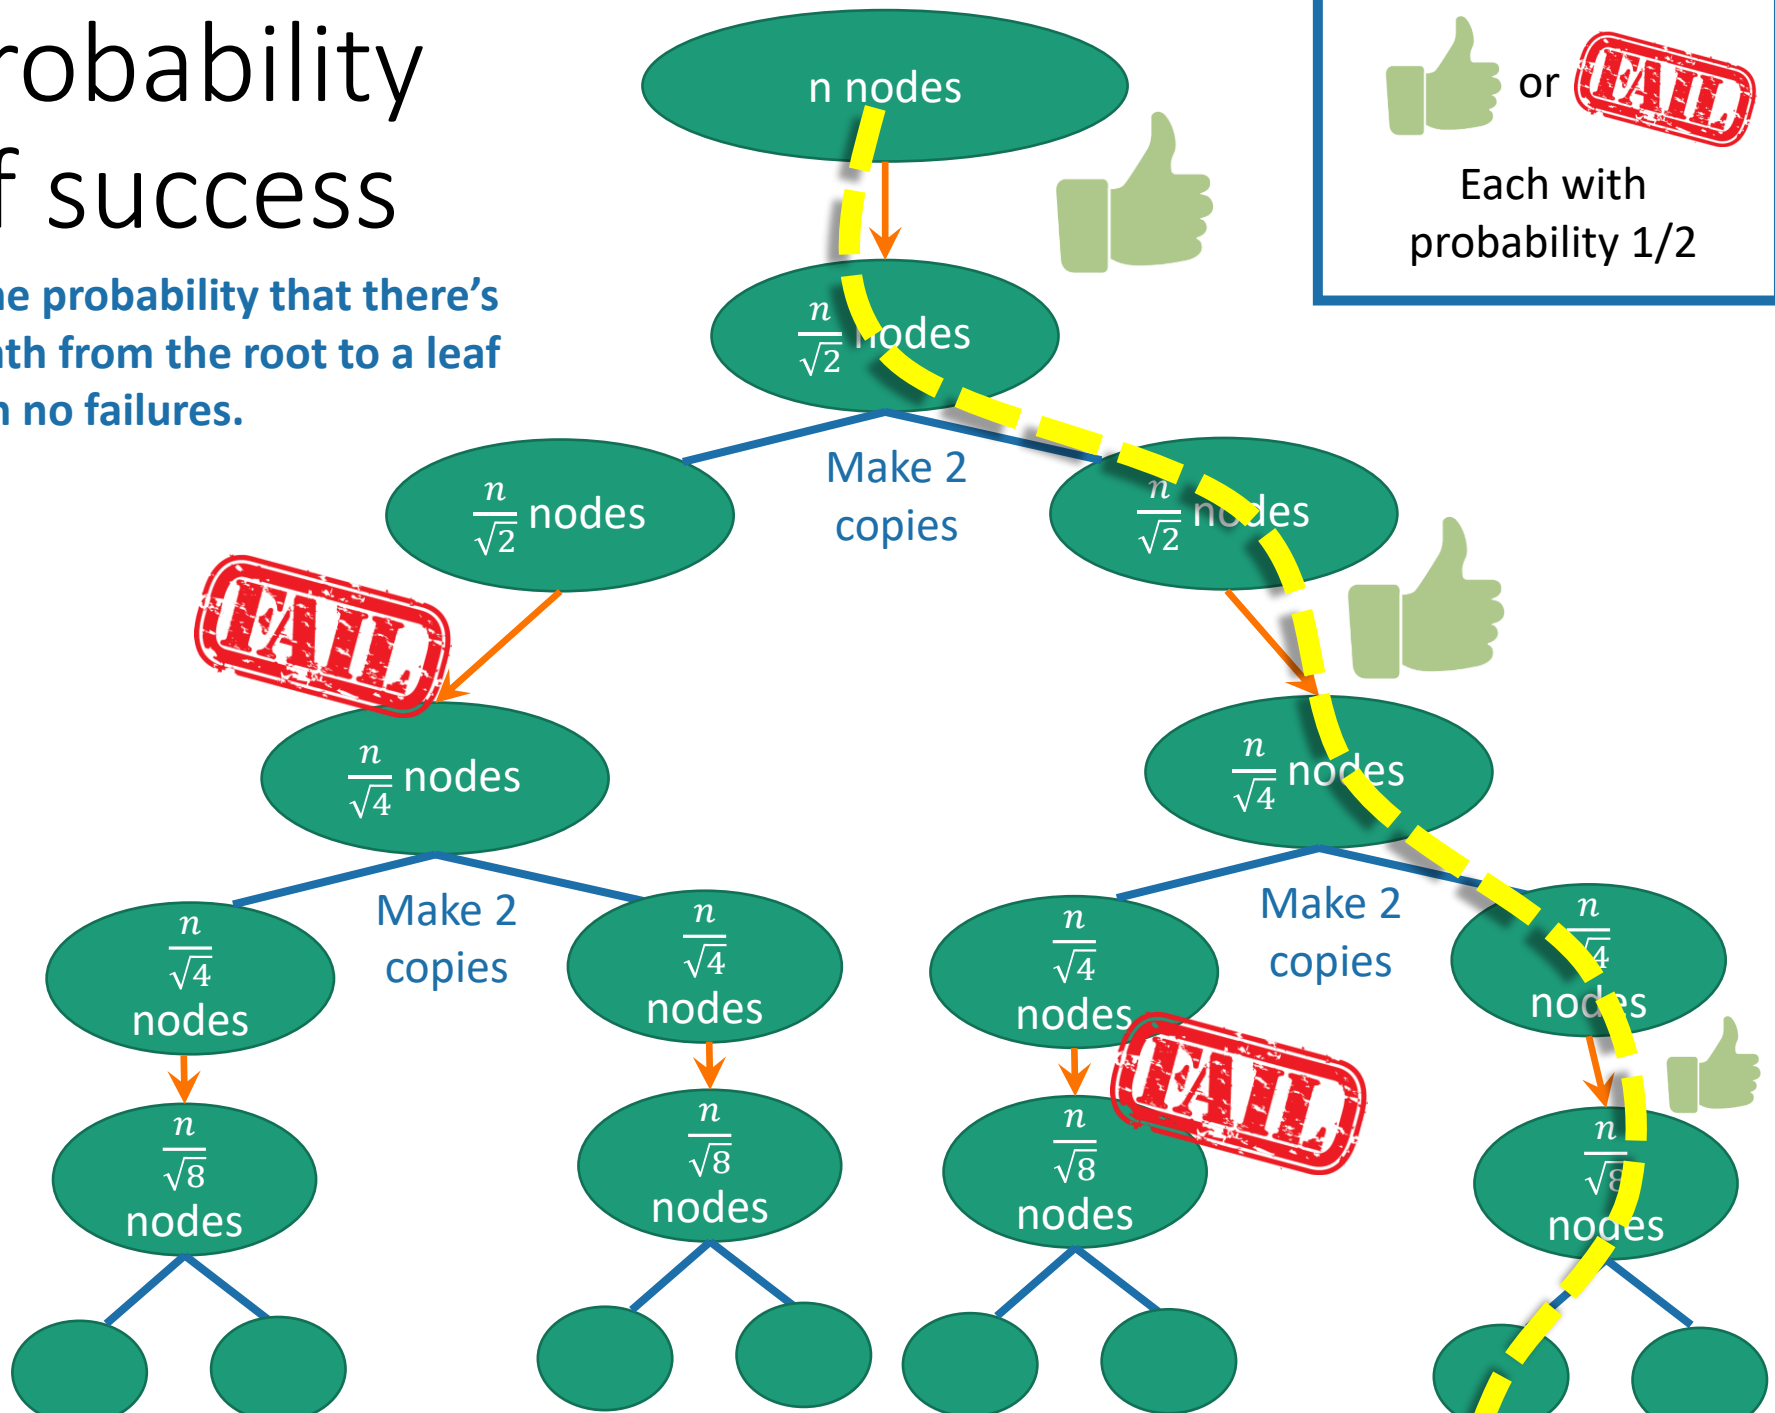 robability
f success
ne probability that there's
ath from the root to a leaf
h no failures.
or FAIL
Each with
probability 1/2
n nodes
n/√2 nodes
Make 2
copies
n/√2 nodes
n/√2 nodes
FAIL
n/√4 nodes
n/√4 nodes
Make 2
copies
Make 2
copies
n/√4
nodes
n/√4
nodes
n/√4
nodes
n/√4
nodes
FAIL
n/√8
nodes
n/√8
nodes
n/√8
nodes
n/√8
nodes